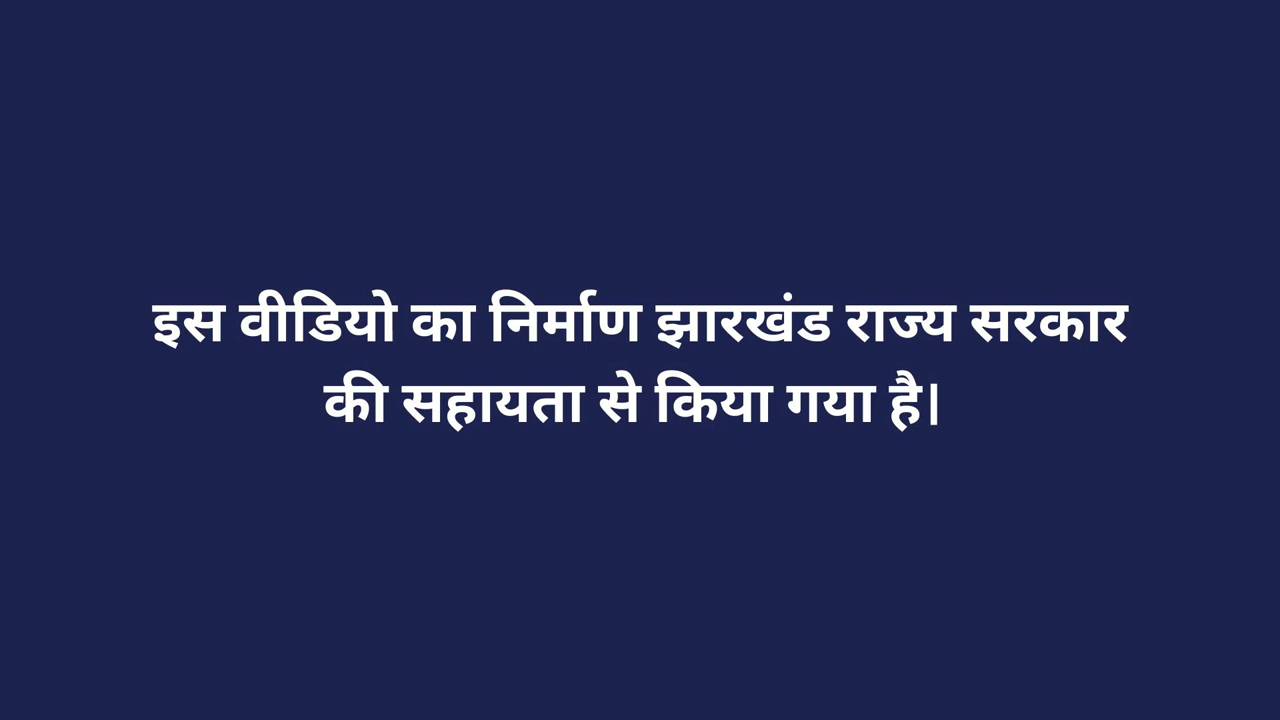 इस वीडियो का निर्माण झारखंड राज्य सरकार
की सहायता से किया गया है।